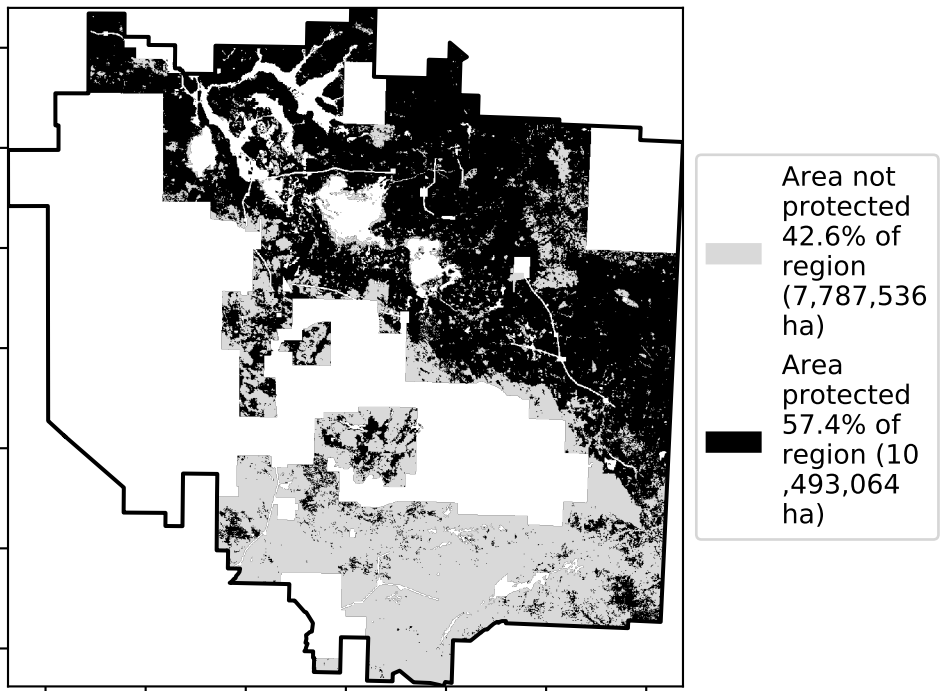 Area not
protected
42.6% of
region
(7,787,536
ha)
Area
protected
57.4% of
region (10
,493,064
ha)